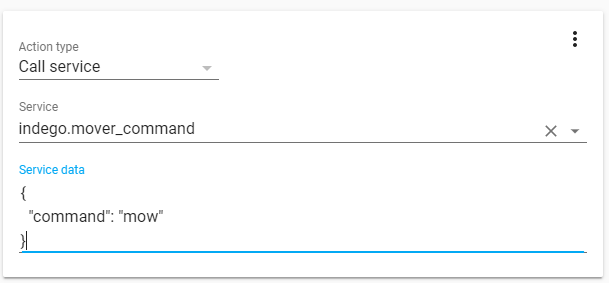 Action type
Call service
Service
indego.mover_command
Service data
{
"command": "mow"
}